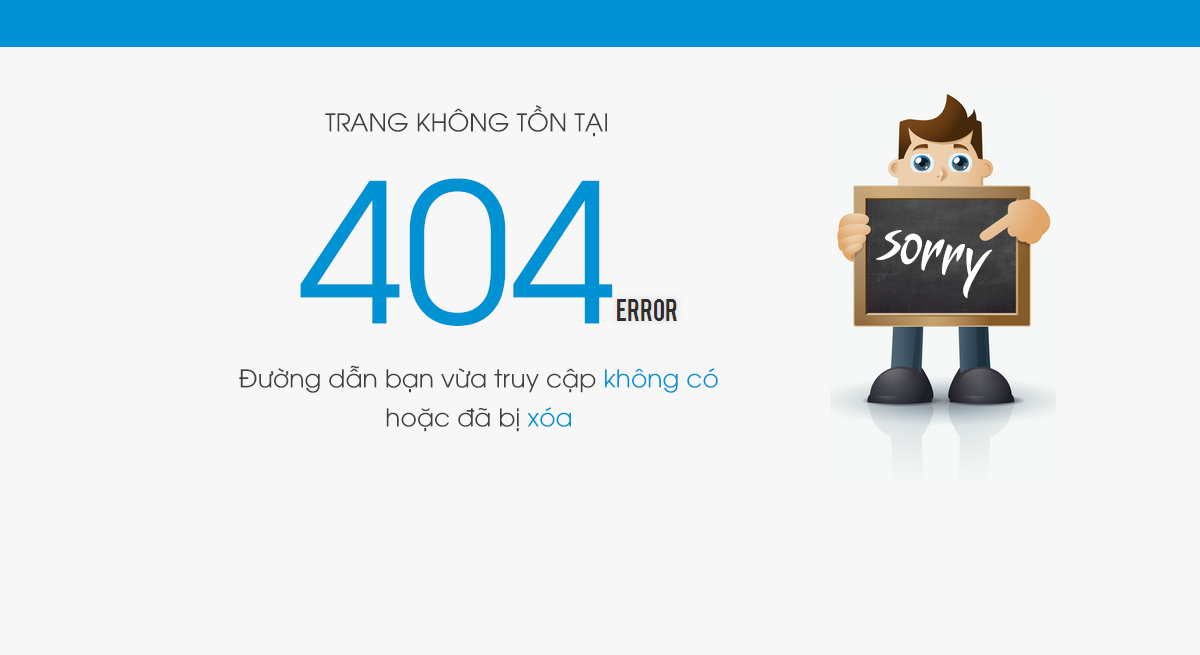 TRANG KHÔNG TỒN TẠI
404
ERROR
sorry
Đường dẫn bạn vừa truy cập không có
hoặc đã bị xóa